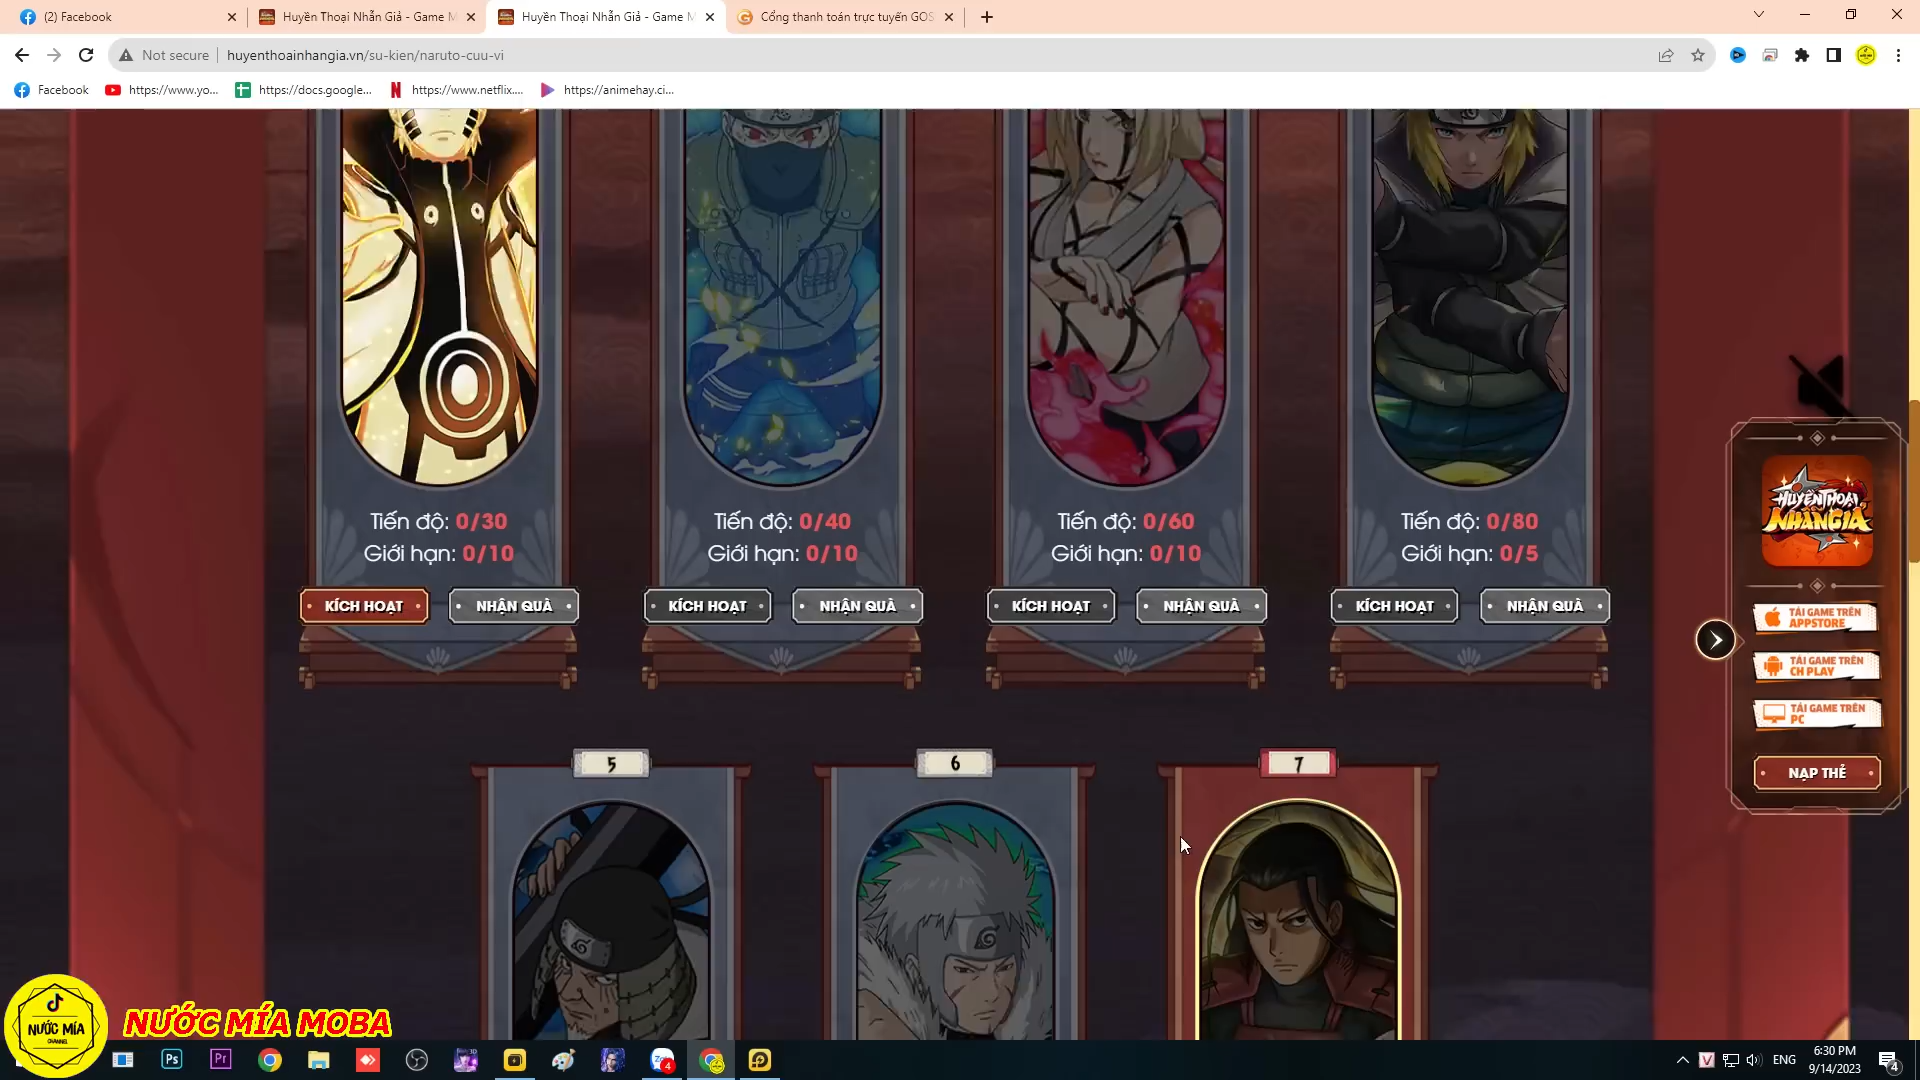 (2) Facebook
Huyền Thoại Nhẫn Giả - Game M
Huyền Thoại Nhẫn Giả - Game M
Cổng thanh toán trực tuyến GOS
Not secure
huyenthoainhangia.vn/su-kien/naruto-cuu-vi
Facebook
https://www.yo...
https://docs.google...
https://www.netflix....
https://animehay.ci...
Tiến độ: 0/30
Giới hạn: 0/10
KÍCH HOẠT
NHẬN QUÀ
Tiến độ: 0/40
Giới hạn: 0/10
KÍCH HOẠT
NHẬN QUÀ
Tiến độ: 0/60
Giới hạn: 0/10
KÍCH HOẠT
NHẬN QUÀ
Tiến độ: 0/80
Giới hạn: 0/5
KÍCH HOẠT
NHẬN QUÀ
5
6
7
HUYỀN THOẠI
NHẪN GIẢ
TẢI GAME TRÊN
APPSTORE
TẢI GAME TRÊN
CH PLAY
TẢI GAME TRÊN
PC
NẠP THẺ
NƯỚC MÍA
CHANNEL
NƯỚC MÍA MOBA
Ps
Pr
Zalo
4
ENG
6:30 PM
9/14/2023
4